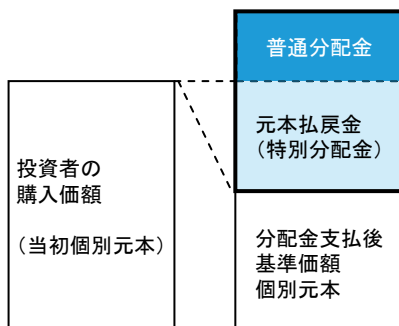 普通分配金
元本払戻金
（特別分配金）
投資者の
購入価額
（当初個別元本）
分配金支払後
基準価額
個別元本